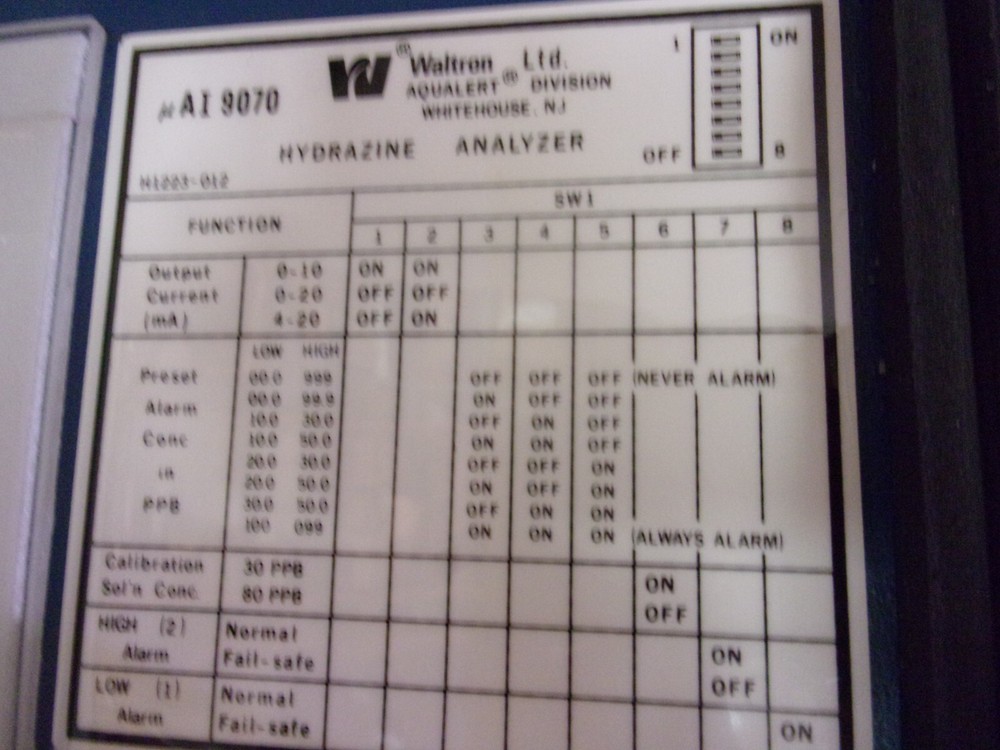 μAI 9070
W® Waltron Ltd.
AQUALERT® DIVISION
WHITEHOUSE, NJ
HYDRAZINE ANALYZER
1 ON
OFF 8
H1223-012
FUNCTION SW1
1 2 3 4 5 6 7 8
Output 0-10 ON ON
Current 0-20 OFF OFF
(mA) 4-20 OFF ON
LOW HIGH
Preset 00.0 999 OFF OFF OFF (NEVER ALARM)
00.0 99.9 ON OFF OFF
Alarm 10.0 30.0 OFF ON OFF
Conc 10.0 50.0 ON ON OFF
20.0 30.0 OFF OFF ON
in 20.0 50.0 ON OFF ON
PPB 30.0 50.0 OFF ON ON
100 099 ON ON ON (ALWAYS ALARM)
Calibration 30 PPB ON
Sol'n Conc. 80 PPB OFF
HIGH (2) Normal ON
Alarm Fail-safe OFF
LOW (1) Normal ON
Alarm Fail-safe